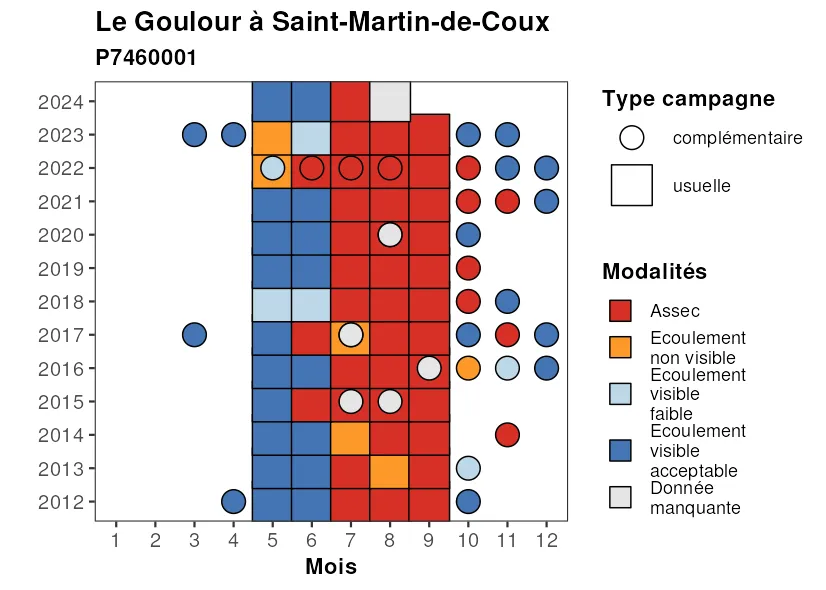 Le Goulour à Saint-Martin-de-Coux
P7460001
2024
2023
2022
2021
2020
2019
2018
2017
2016
2015
2014
2013
2012
1 2 3 4 5 6 7 8 9 10 11 12
Mois
Type campagne
complémentaire
usuelle
Modalités
Assec
Ecoulement
non visible
Ecoulement
visible
faible
Ecoulement
visible
acceptable
Donnée
manquante